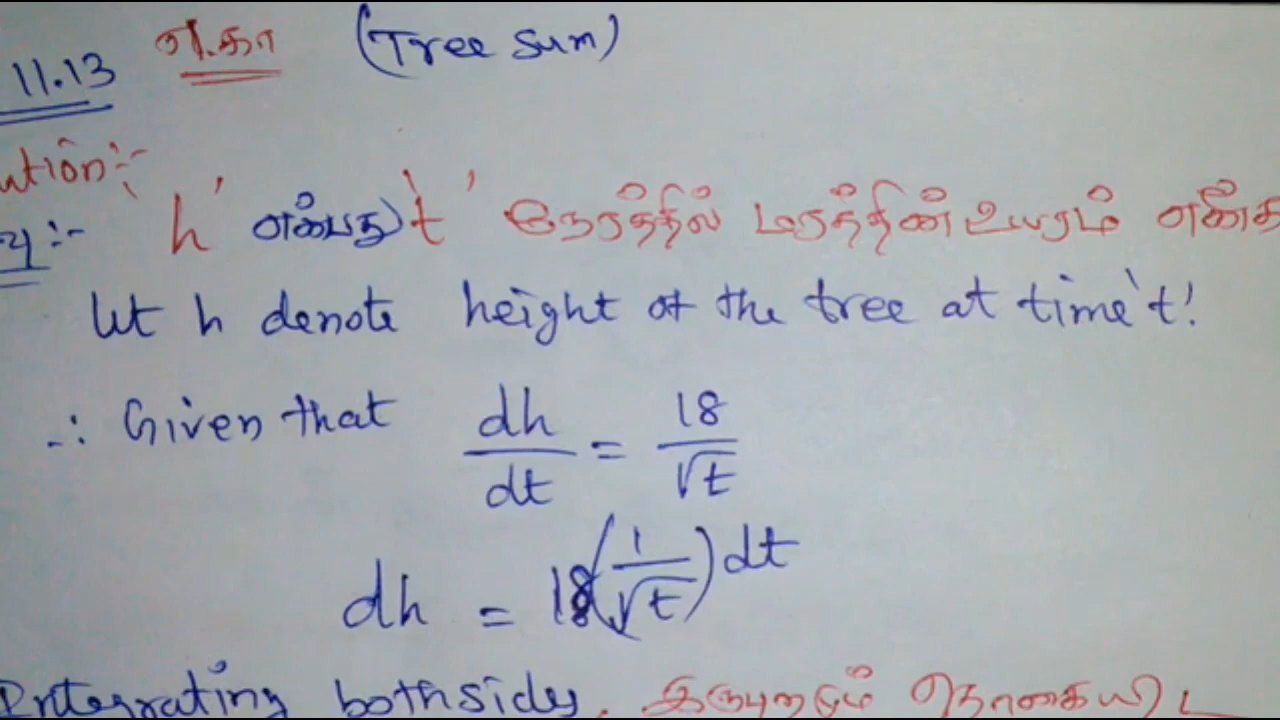 11.13 எ.கா (Tree Sum)
ution:-
'h' என்பது 't' நேரத்தில் மரத்தின் உயரம் என்க
let h denote height of the tree at time 't'
∴ Given that dh/dt = 18/√t
dh = 18(1/√t)dt
Integrating bothsides, இருபுறமும் தொகையிட